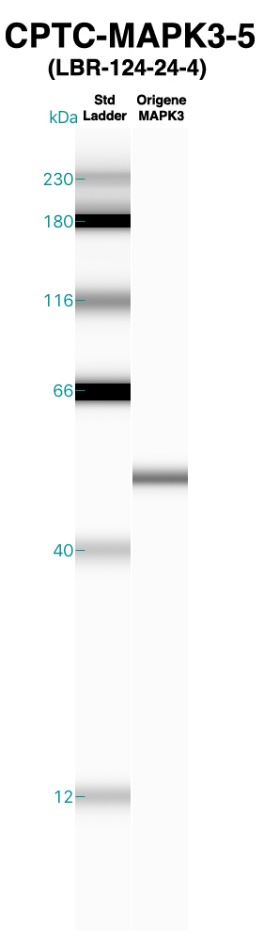 CPTC-MAPK3-5
(LBR-124-24-4)
Std Origene
kDa Ladder MAPK3
230
180
116
66
40
12